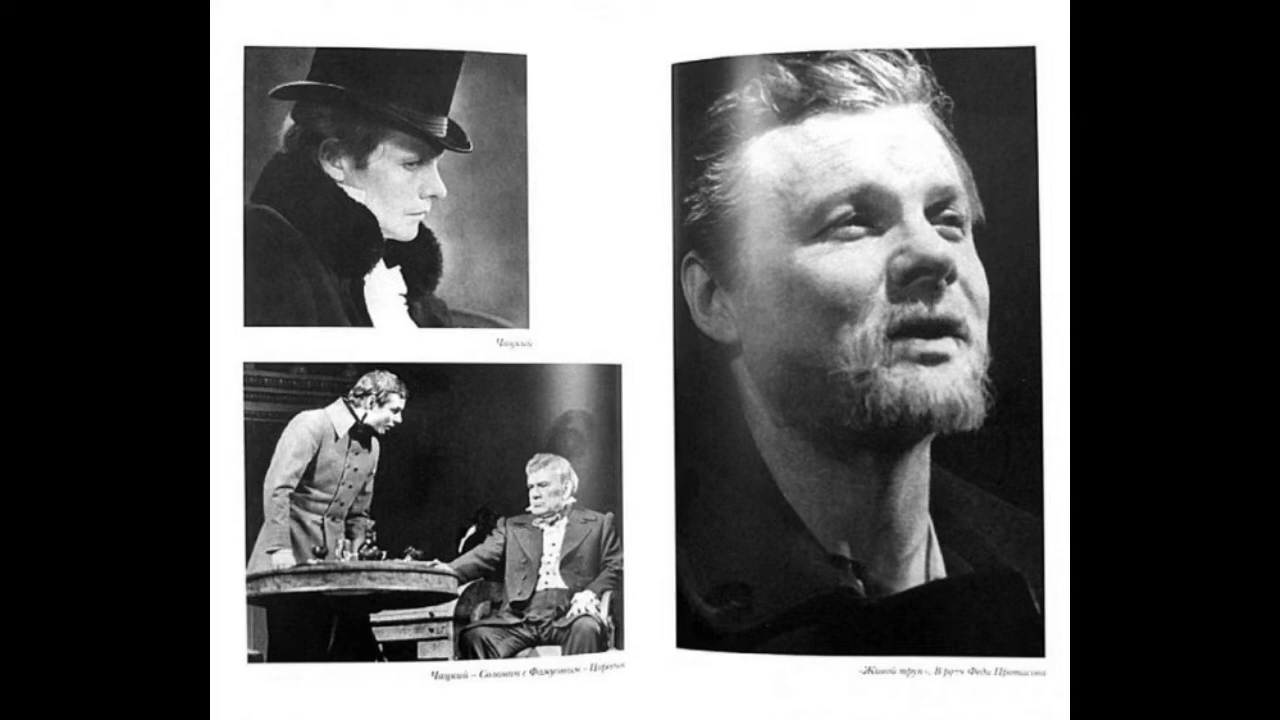 Чацкий
Чацкий – Соломин с Фамусовым – Царевым
«Живой труп». В роли Феди Протасова